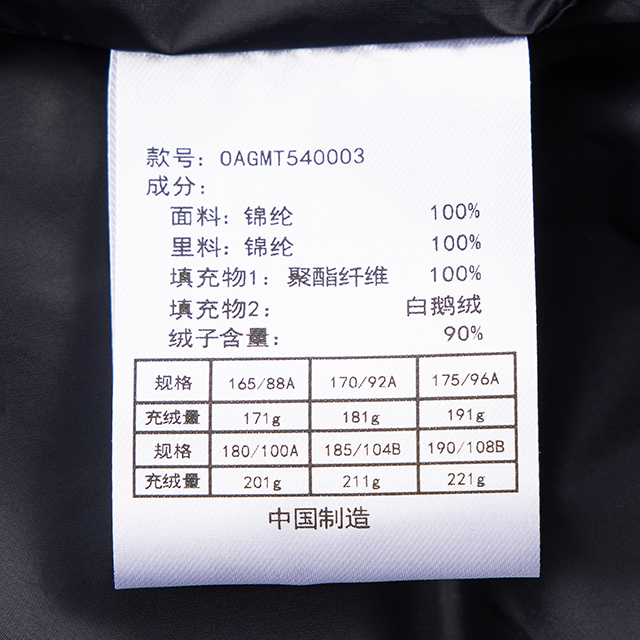 款号: 0AGMT540003
成分:
面料: 锦纶 100%
里料: 锦纶 100%
填充物1: 聚酯纤维 100%
填充物2: 白鹅绒
绒子含量: 90%
规格 165/88A 170/92A 175/96A
充绒量 171g 181g 191g
规格 180/100A 185/104B 190/108B
充绒量 201g 211g 221g
中国制造